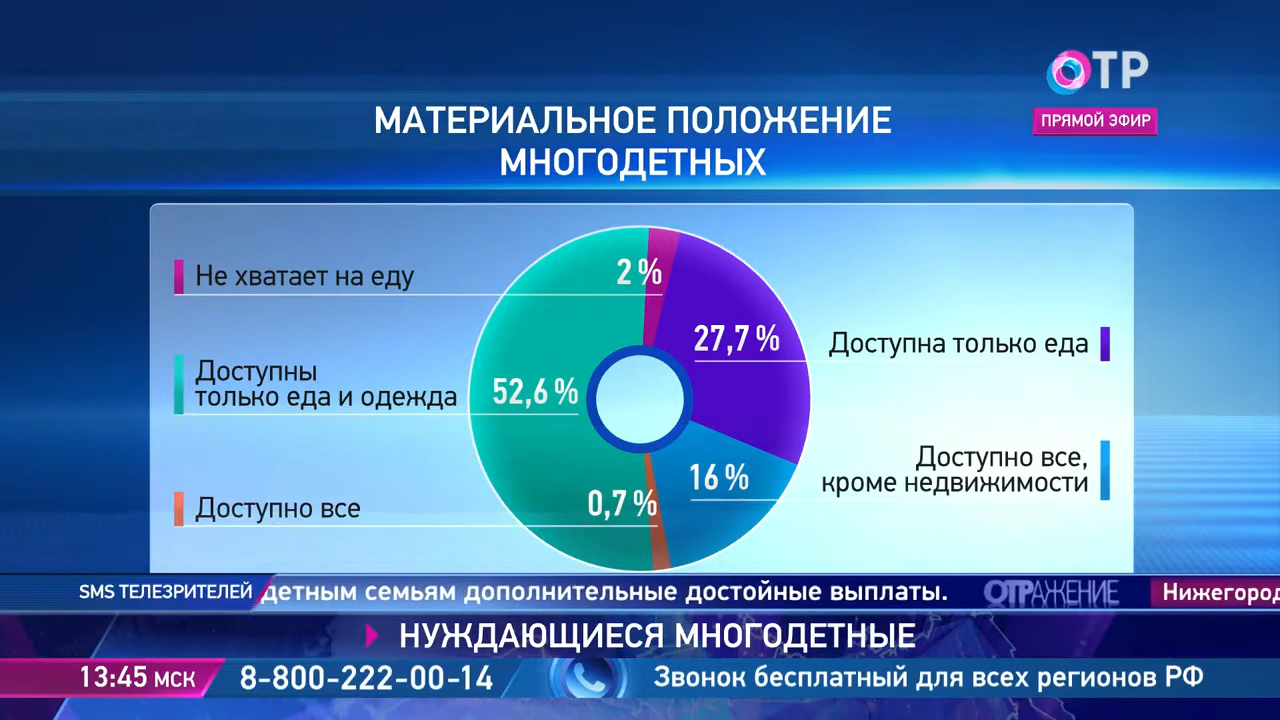 ОТР
ПРЯМОЙ ЭФИР
МАТЕРИАЛЬНОЕ ПОЛОЖЕНИЕ
МНОГОДЕТНЫХ
Не хватает на еду
2 %
27,7 %
Доступна только еда
Доступны
только еда и одежда
52,6 %
16 %
Доступно все,
кроме недвижимости
Доступно все
0,7 %
SMS ТЕЛЕЗРИТЕЛЕЙ
детным семьям дополнительные достойные выплаты.
ОТРАЖЕНИЕ
Нижегород
НУЖДАЮЩИЕСЯ МНОГОДЕТНЫЕ
13:45 МСК
8-800-222-00-14
Звонок бесплатный для всех регионов РФ